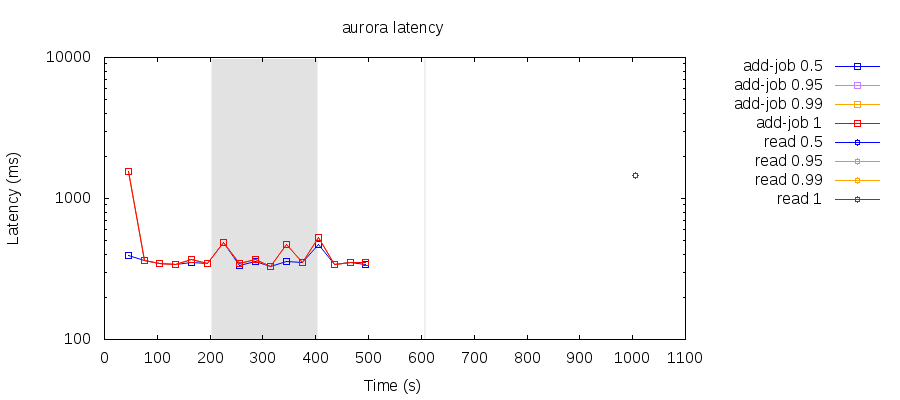 aurora latency
10000
1000
100
Latency (ms)
0 100 200 300 400 500 600 700 800 900 1000 1100
Time (s)
add-job 0.5
add-job 0.95
add-job 0.99
add-job 1
read 0.5
read 0.95
read 0.99
read 1